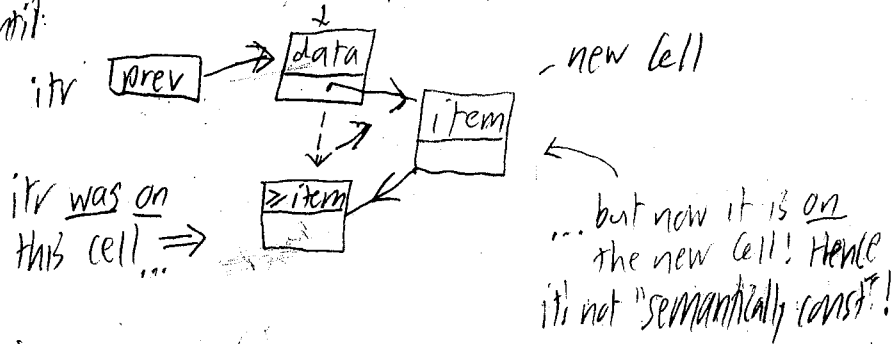 data
new Cell
itr prev
item
itr was on
≥item
this cell...
...but now it is on
the new cell! Hence
it's not "semantically const"!